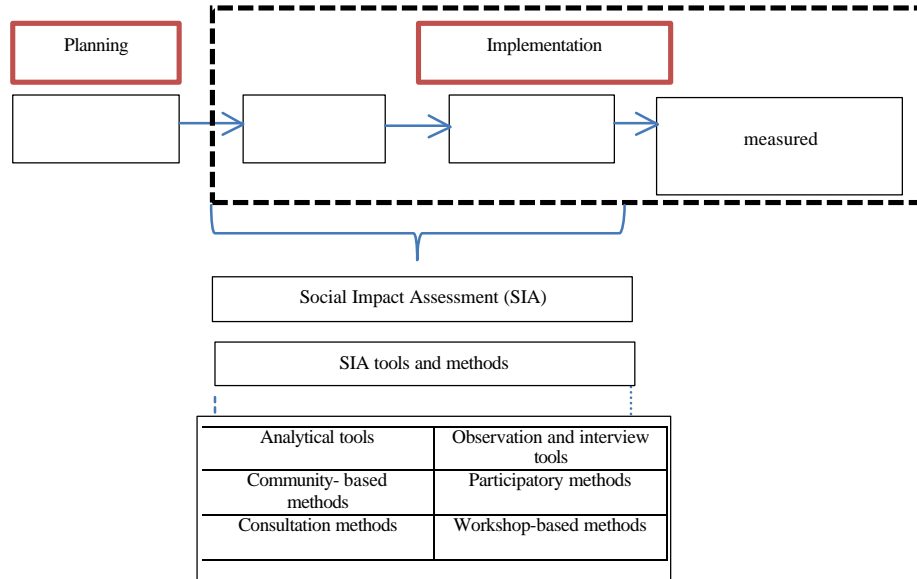 Planning
Implementation
measured
Social Impact Assessment (SIA)
SIA tools and methods
Analytical tools
Observation and interview
tools
Community- based
methods
Participatory methods
Consultation methods
Workshop-based methods